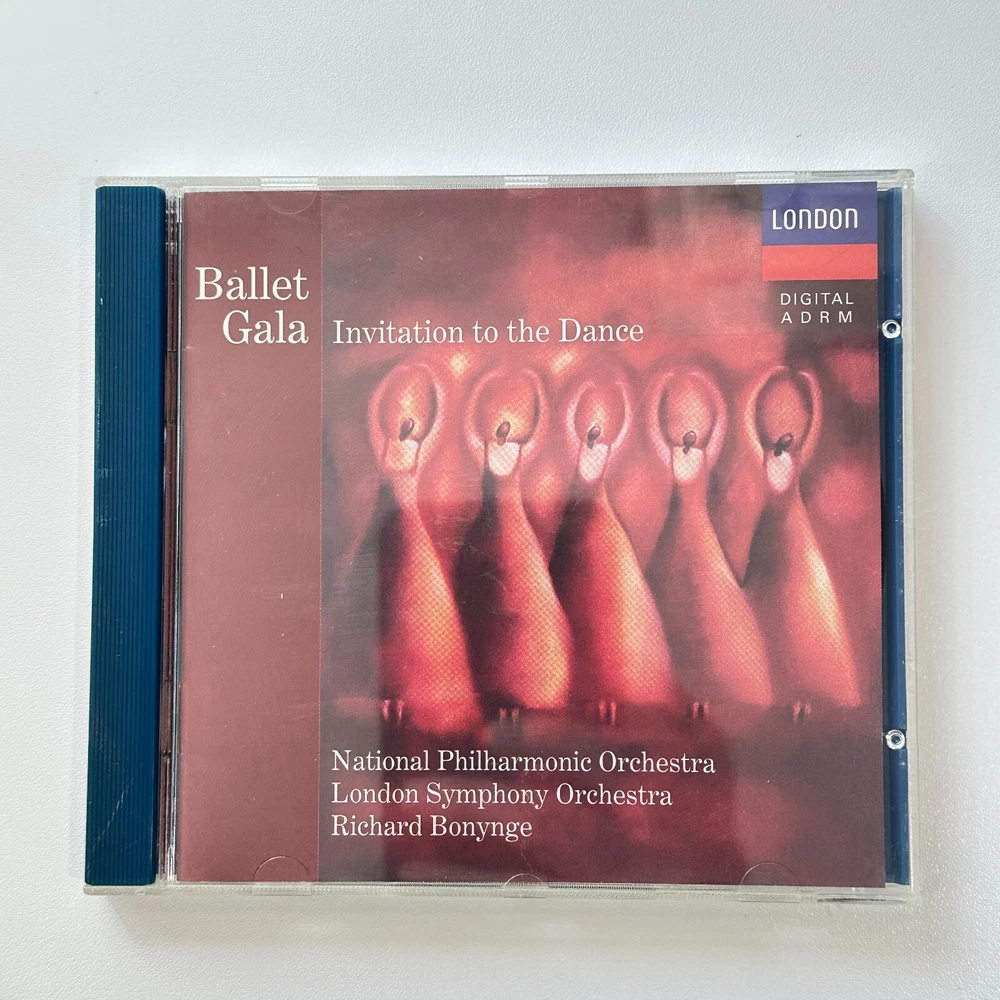 Ballet
Gala
Invitation to the Dance
LONDON
DIGITAL
ADRM
National Philharmonic Orchestra
London Symphony Orchestra
Richard Bonynge